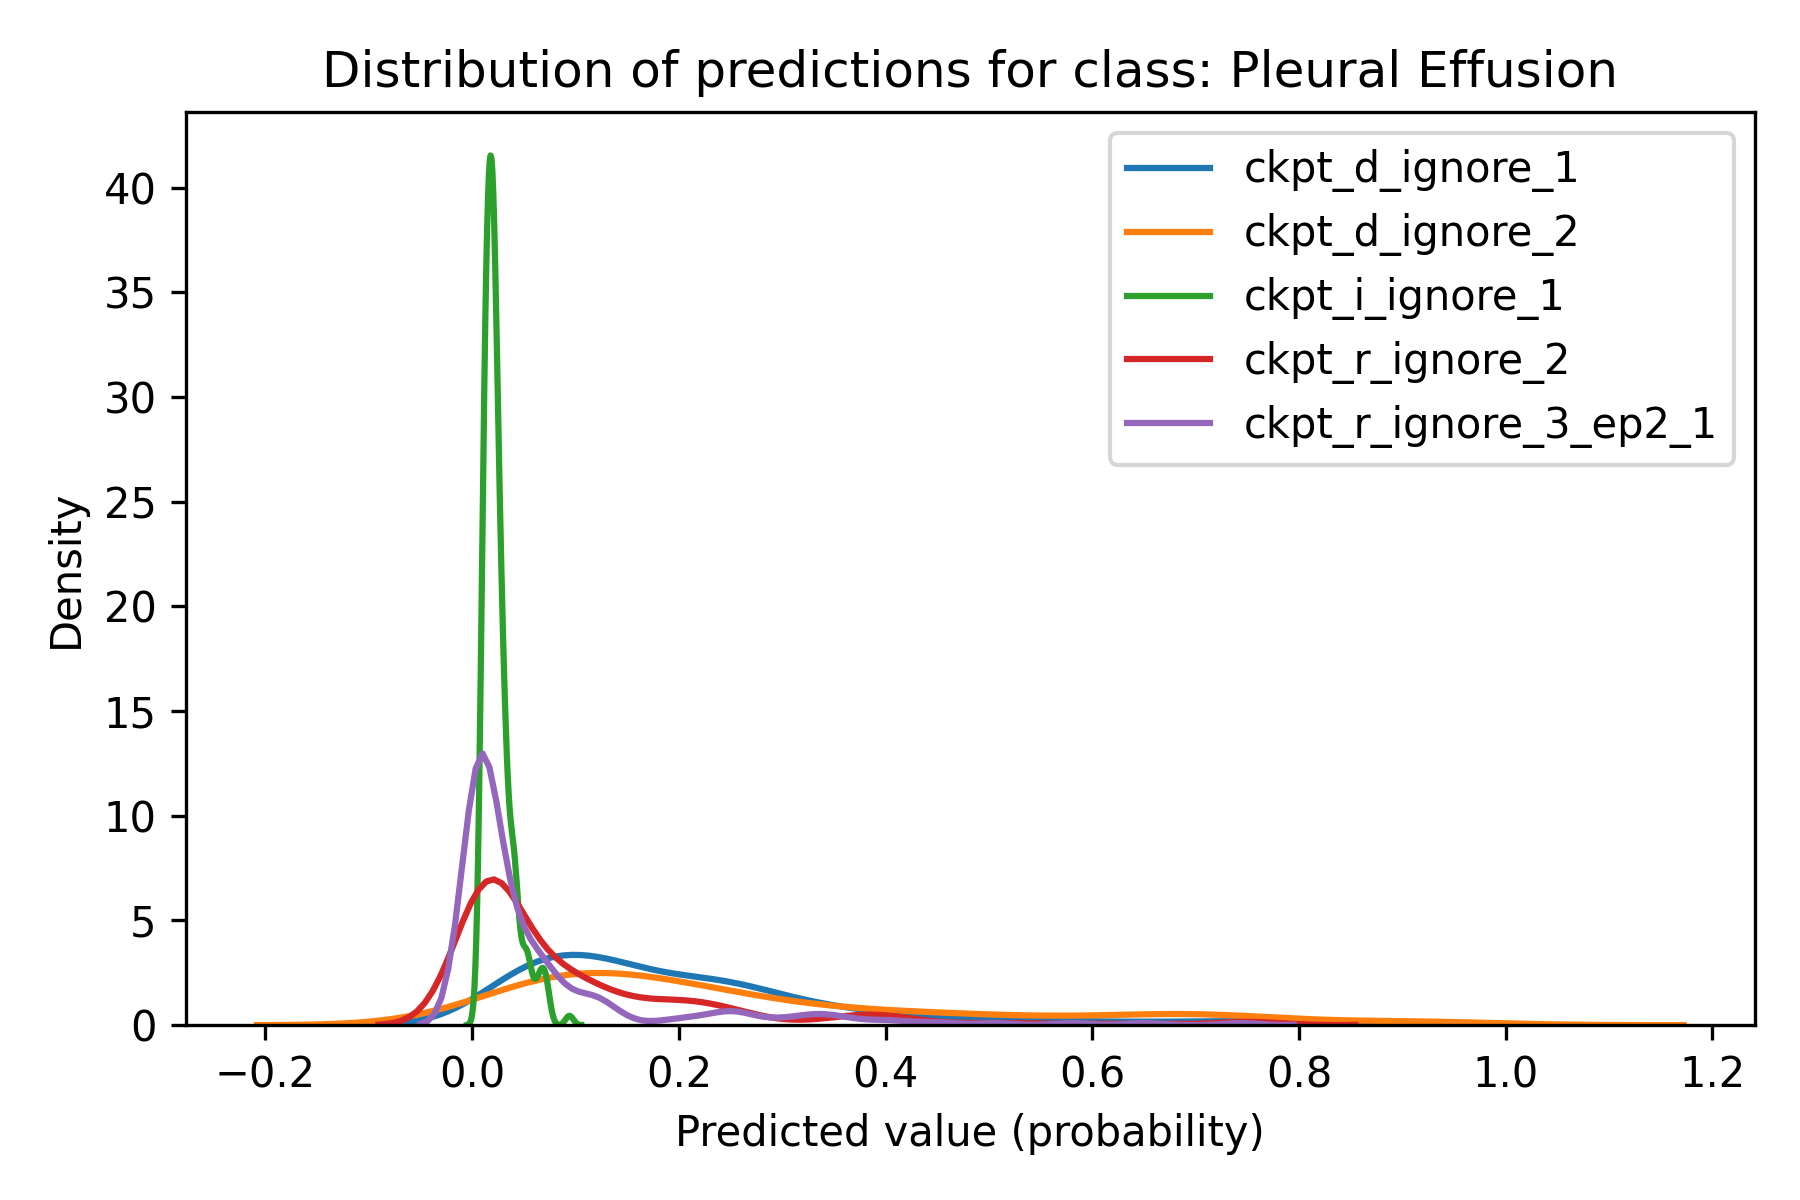 Distribution of predictions for class: Pleural Effusion
ckpt_d_ignore_1
ckpt_d_ignore_2
ckpt_i_ignore_1
ckpt_r_ignore_2
ckpt_r_ignore_3_ep2_1
Density
40
35
30
25
20
15
10
5
0
−0.2 0.0 0.2 0.4 0.6 0.8 1.0 1.2
Predicted value (probability)